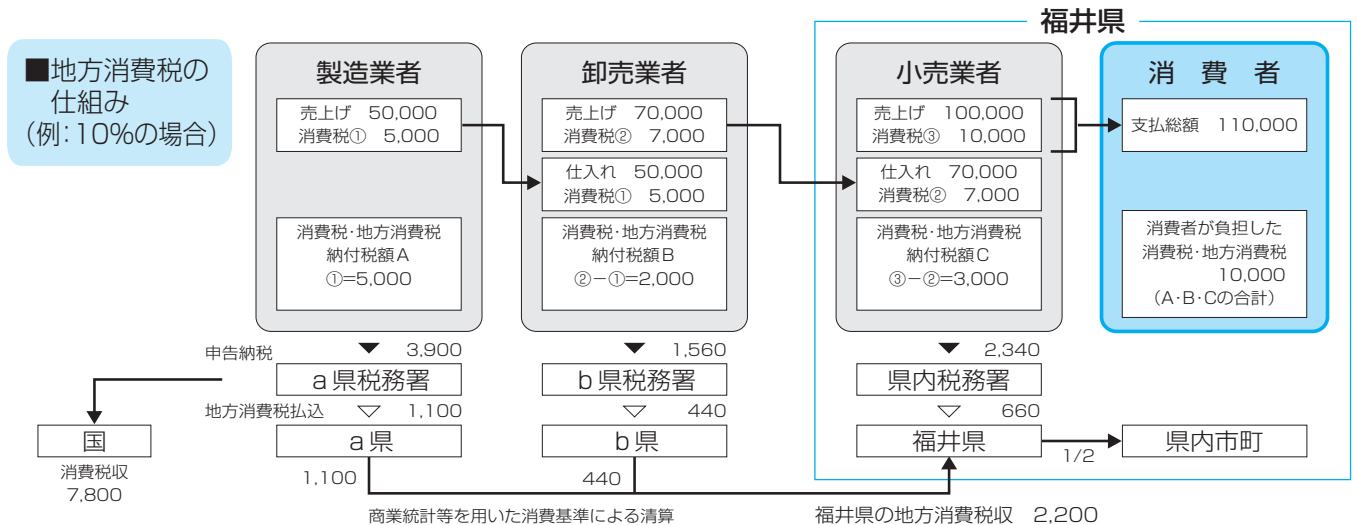 ■地方消費税の
仕組み
(例:10%の場合)
福井県
製造業者
売上げ 50,000
消費税① 5,000
消費税・地方消費税
納付税額A
①=5,000
卸売業者
売上げ 70,000
消費税② 7,000
仕入れ 50,000
消費税① 5,000
消費税・地方消費税
納付税額B
②-①=2,000
小売業者
売上げ 100,000
消費税③ 10,000
仕入れ 70,000
消費税② 7,000
消費税・地方消費税
納付税額C
③-②=3,000
消費者
支払総額 110,000
消費者が負担した
消費税・地方消費税
10,000
(A・B・Cの合計)
申告納税 ▼ 3,900
▼ 1,560
▼ 2,340
a県税務署
b県税務署
県内税務署
地方消費税払込 ▽ 1,100
▽ 440
▽ 660
国
a県
b県
福井県
1/2
県内市町
消費税収
7,800
1,100
440
商業統計等を用いた消費基準による清算
福井県の地方消費税収 2,200